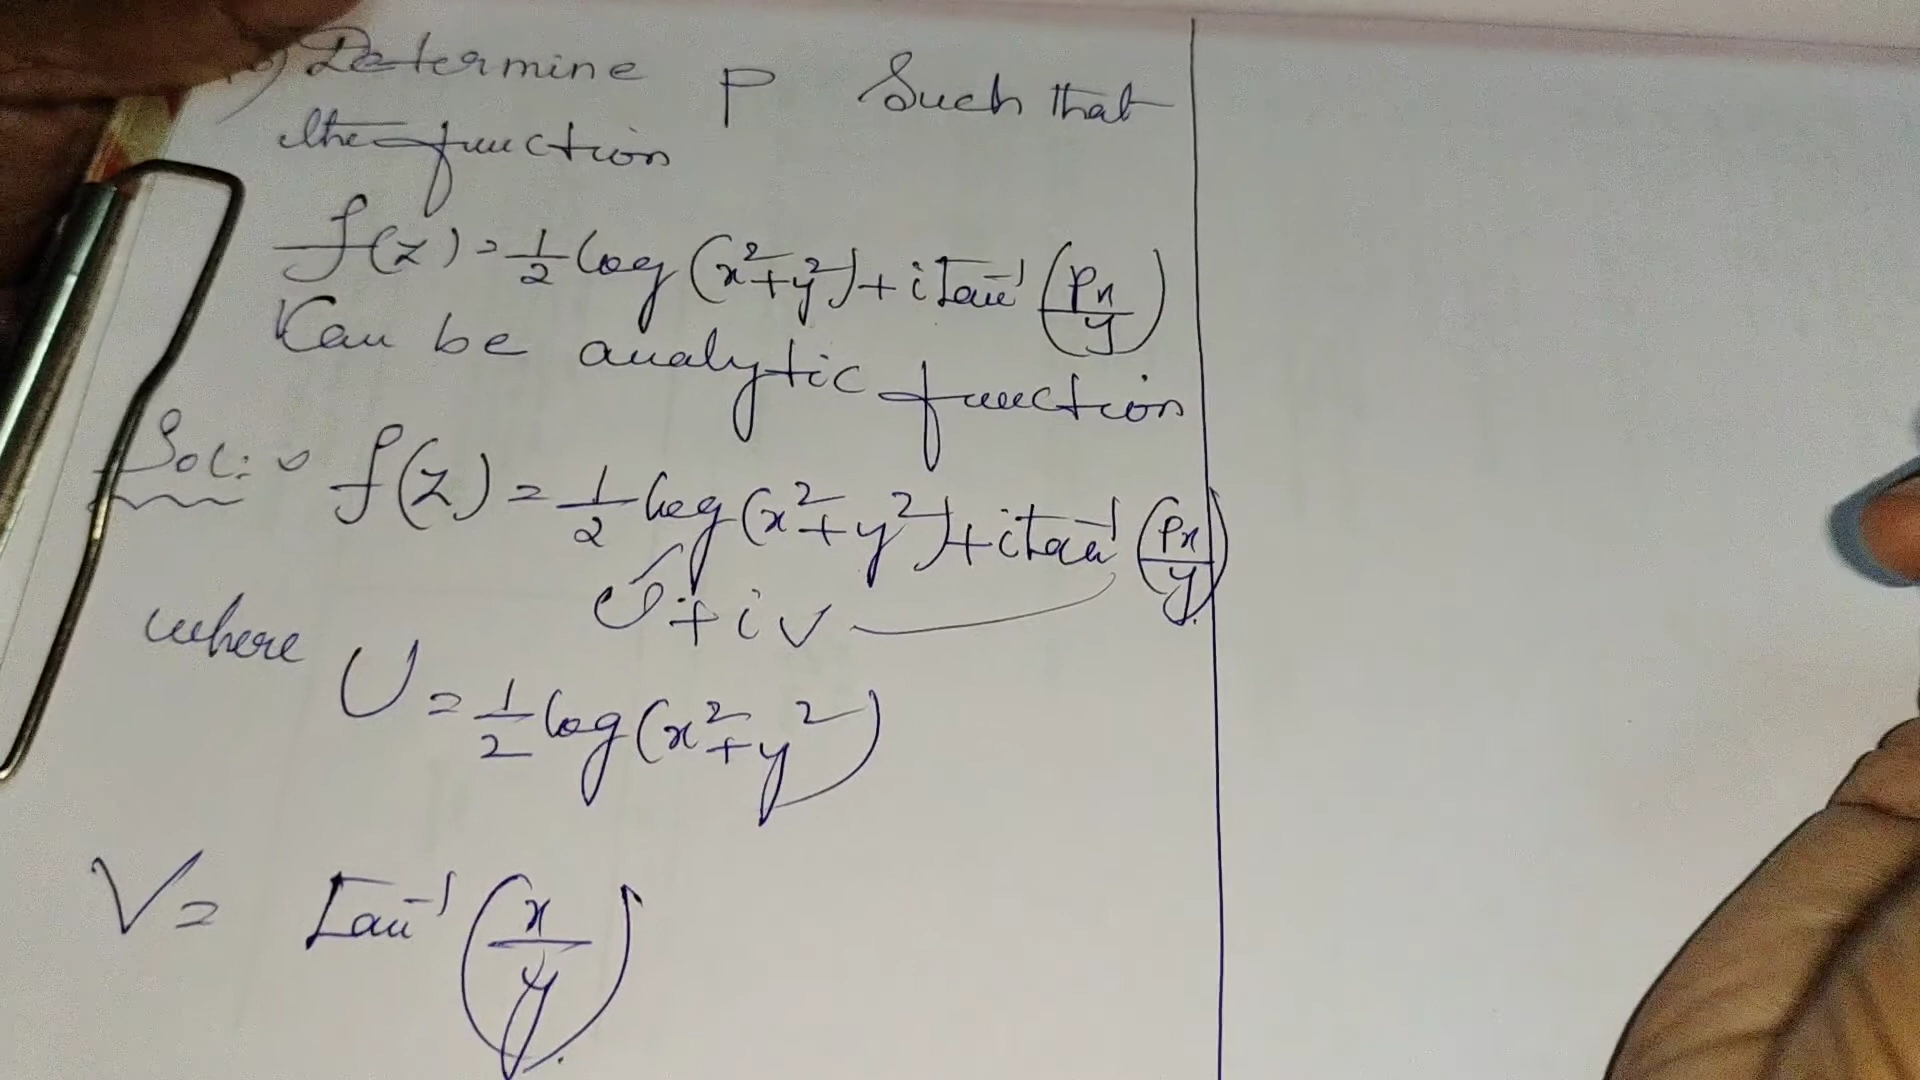 Determine P Such that
the function
f(z) = 1/2 log (x²+y²) + i Tan⁻¹ (px/y)
Can be analytic function
Sol: f(z) = 1/2 log (x²+y²) + i Tan⁻¹ (px/y)
U + i V
where U = 1/2 log (x²+y²)
V = Tan⁻¹ (x/y)